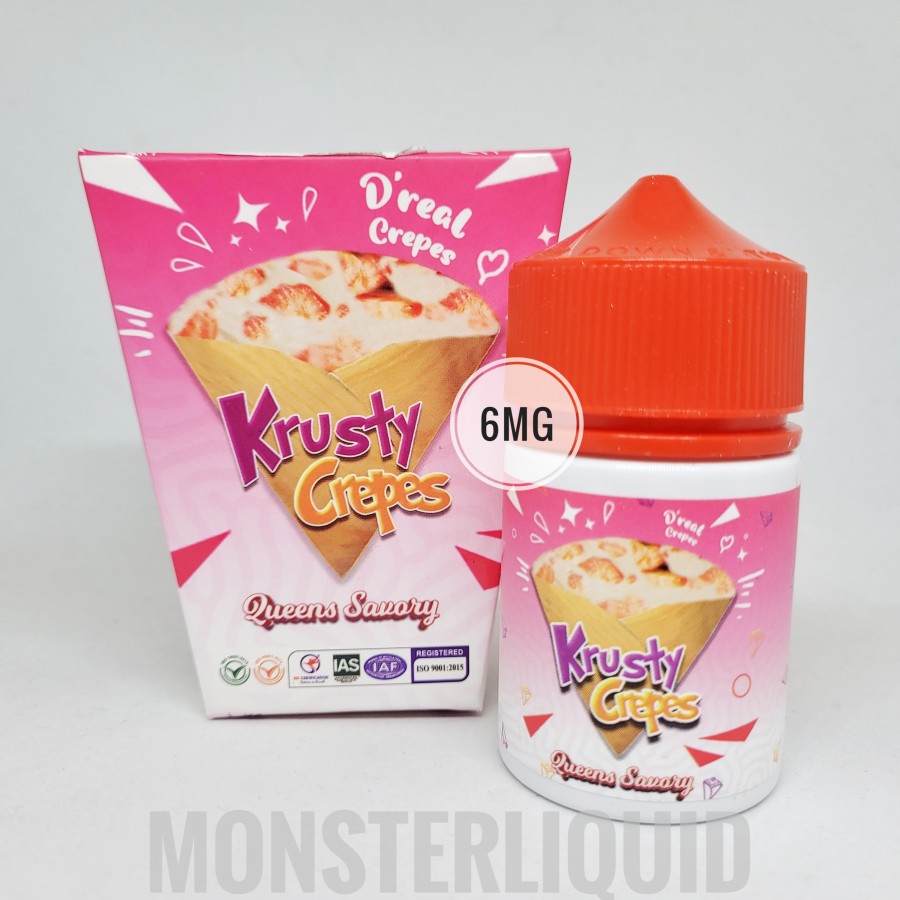 D'real
Crepes
Krusty
Crepes
Queens Savory
IAS
IAF
REGISTERED
ISO 9001:2015
6MG
D'real
Crepes
Krusty
Crepes
Queens Savory
MONSTERLIQUID